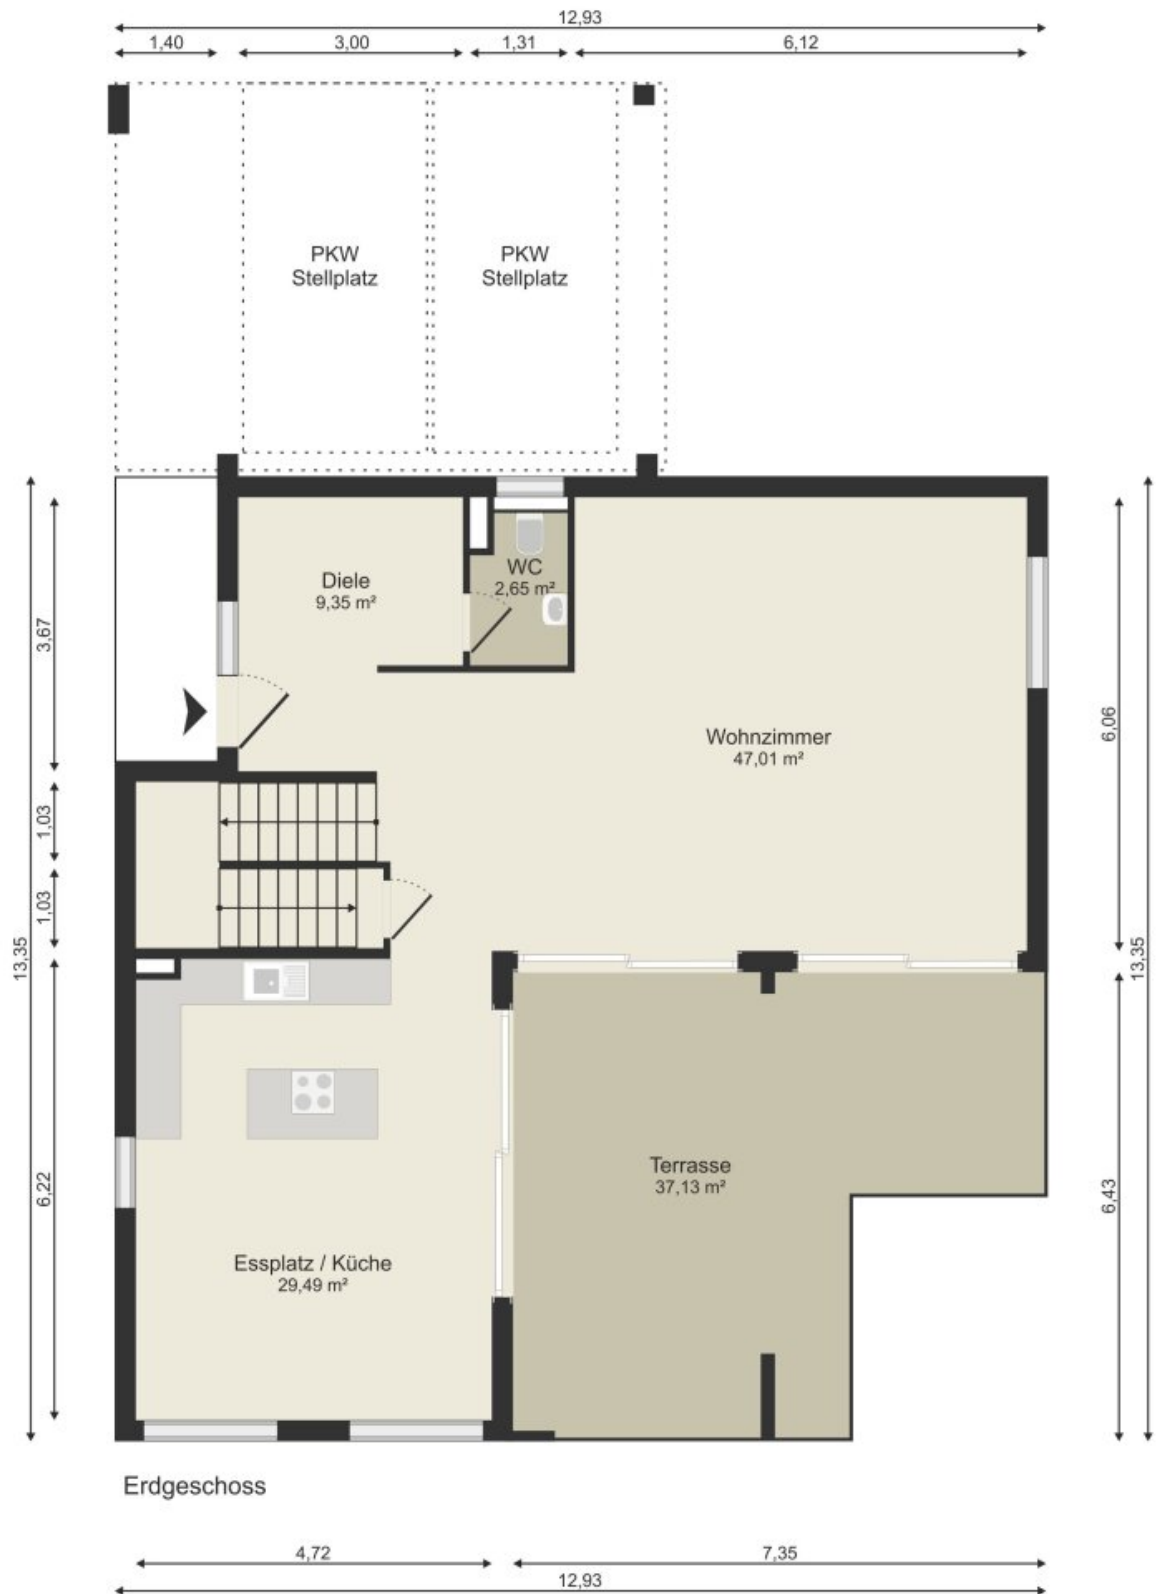 12,93
1,40
3,00
1,31
6,12
PKW
Stellplatz
PKW
Stellplatz
Diele
9,35 m²
WC
2,65 m²
3,67
Wohnzimmer
47,01 m²
6,06
1,03
1,03
13,35
13,35
6,22
Terrasse
37,13 m²
6,43
Essplatz / Küche
29,49 m²
Erdgeschoss
4,72
7,35
12,93